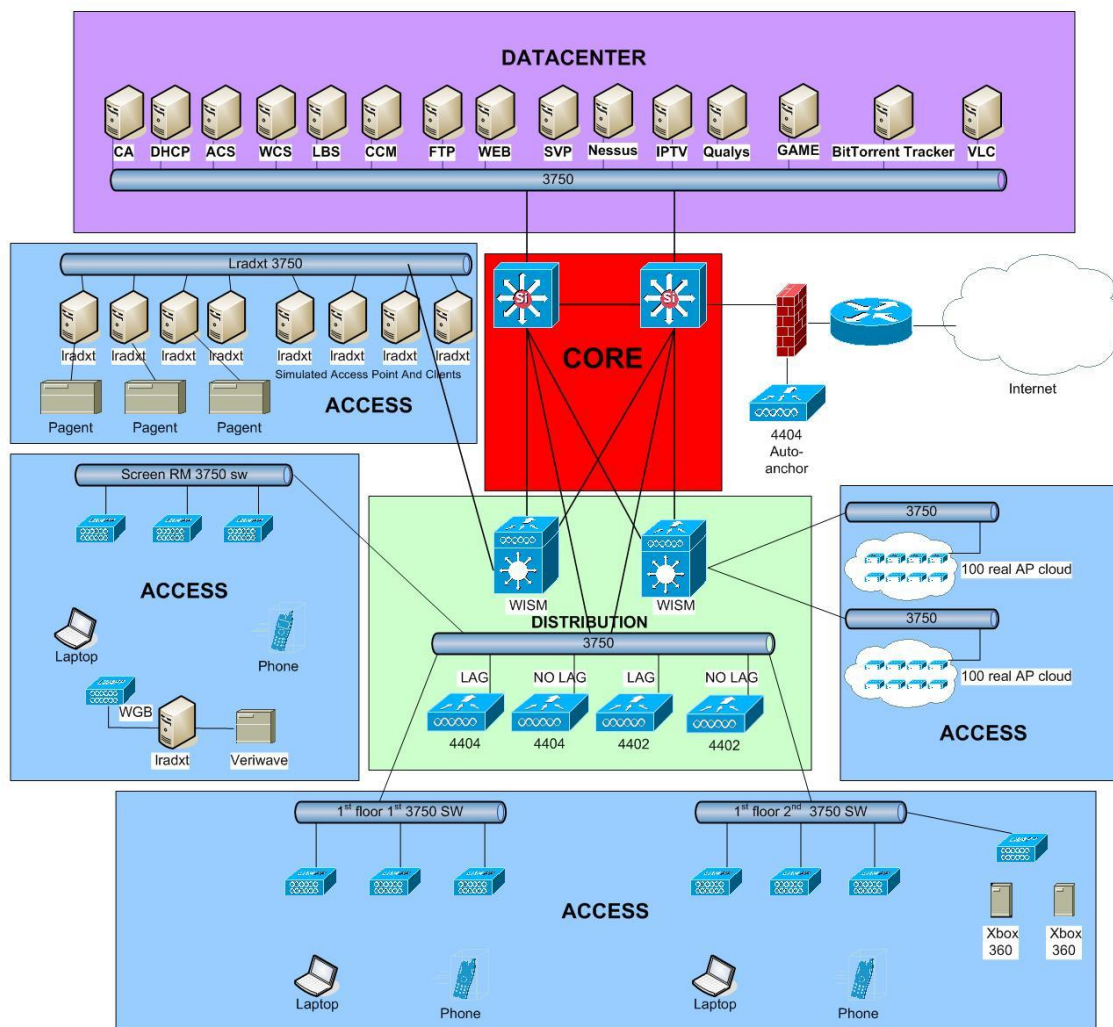 DATACENTER
CA DHCP ACS WCS LBS CCM FTP WEB SVP Nessus IPTV Qualys GAME BitTorrent Tracker VLC
3750
Lradxt 3750
Iradxt Iradxt Iradxt Iradxt Iradxt Iradxt Iradxt Iradxt
Simulated Access Point And Clients
Pagent Pagent Pagent
ACCESS
Si Si
CORE
Internet
4404
Auto-
anchor
Screen RM 3750 sw
ACCESS
Laptop
Phone
WGB
Iradxt
Veriwave
WISM
WISM
DISTRIBUTION
3750
LAG NO LAG LAG NO LAG
4404 4404 4402 4402
3750
100 real AP cloud
3750
100 real AP cloud
ACCESS
1st floor 1st 3750 SW
1st floor 2nd 3750 SW
ACCESS
Xbox
360
Xbox
360
Laptop
Phone
Laptop
Phone